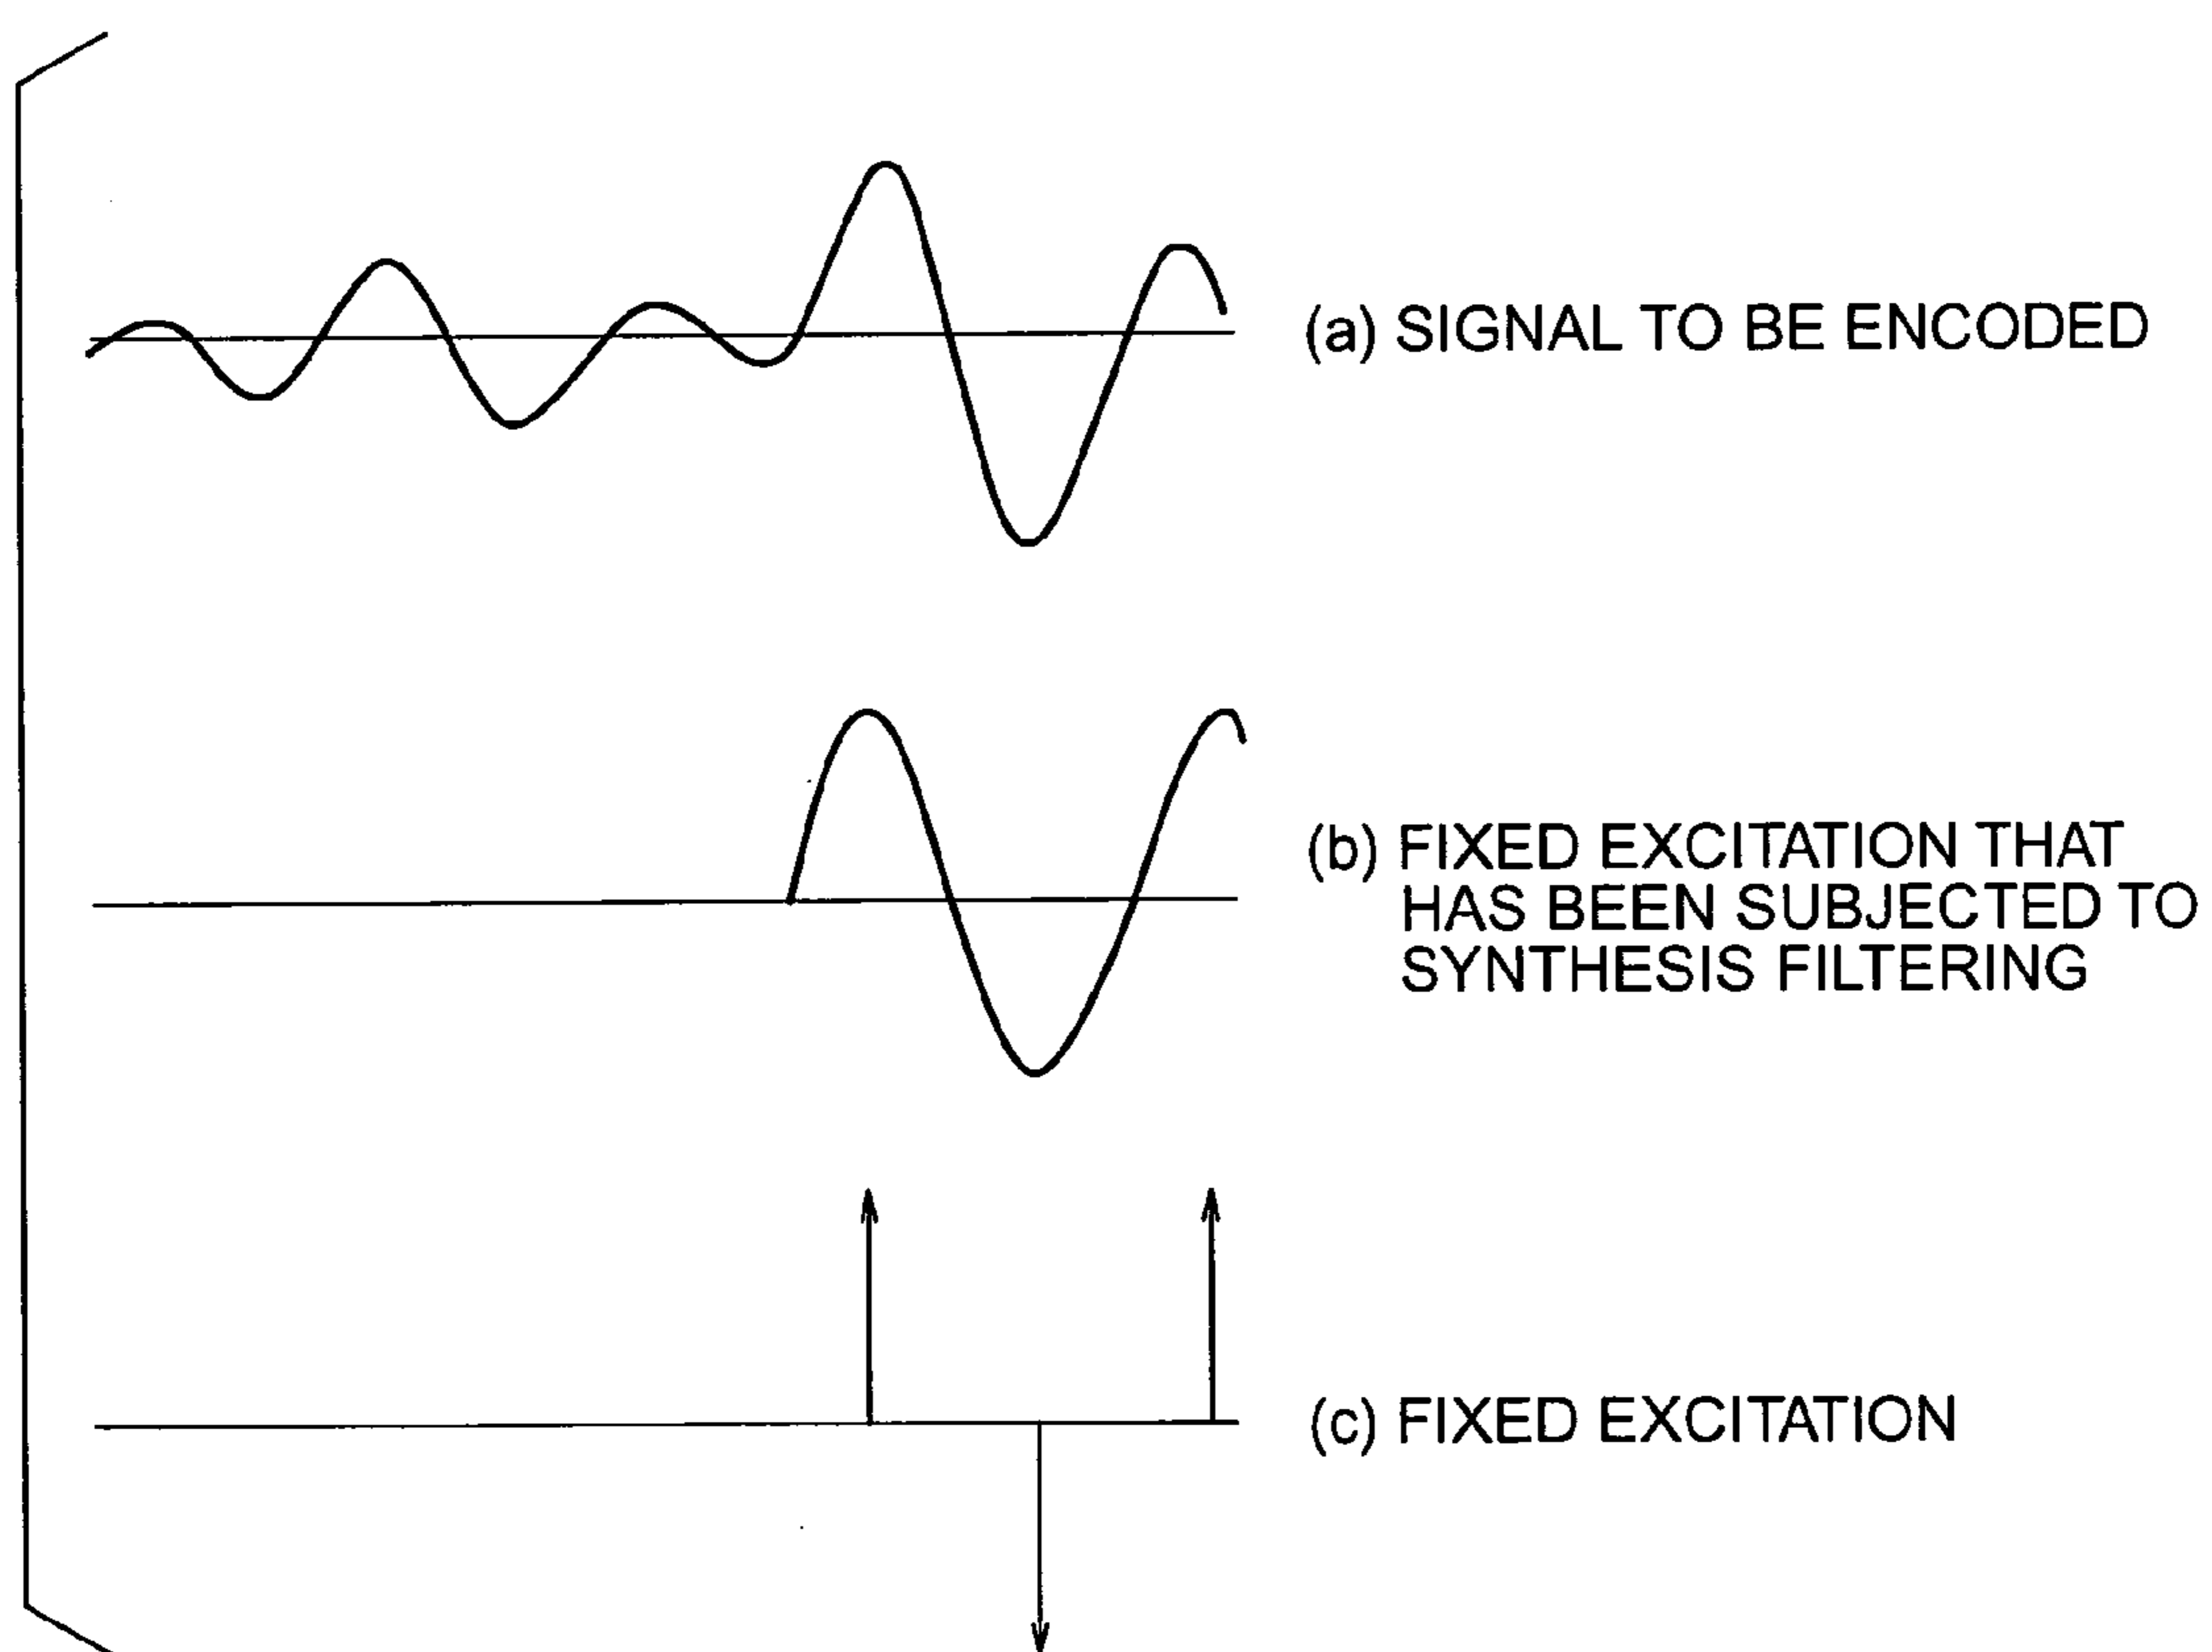 (a) SIGNAL TO BE ENCODED
(b) FIXED EXCITATION THAT
HAS BEEN SUBJECTED TO
SYNTHESIS FILTERING
(c) FIXED EXCITATION